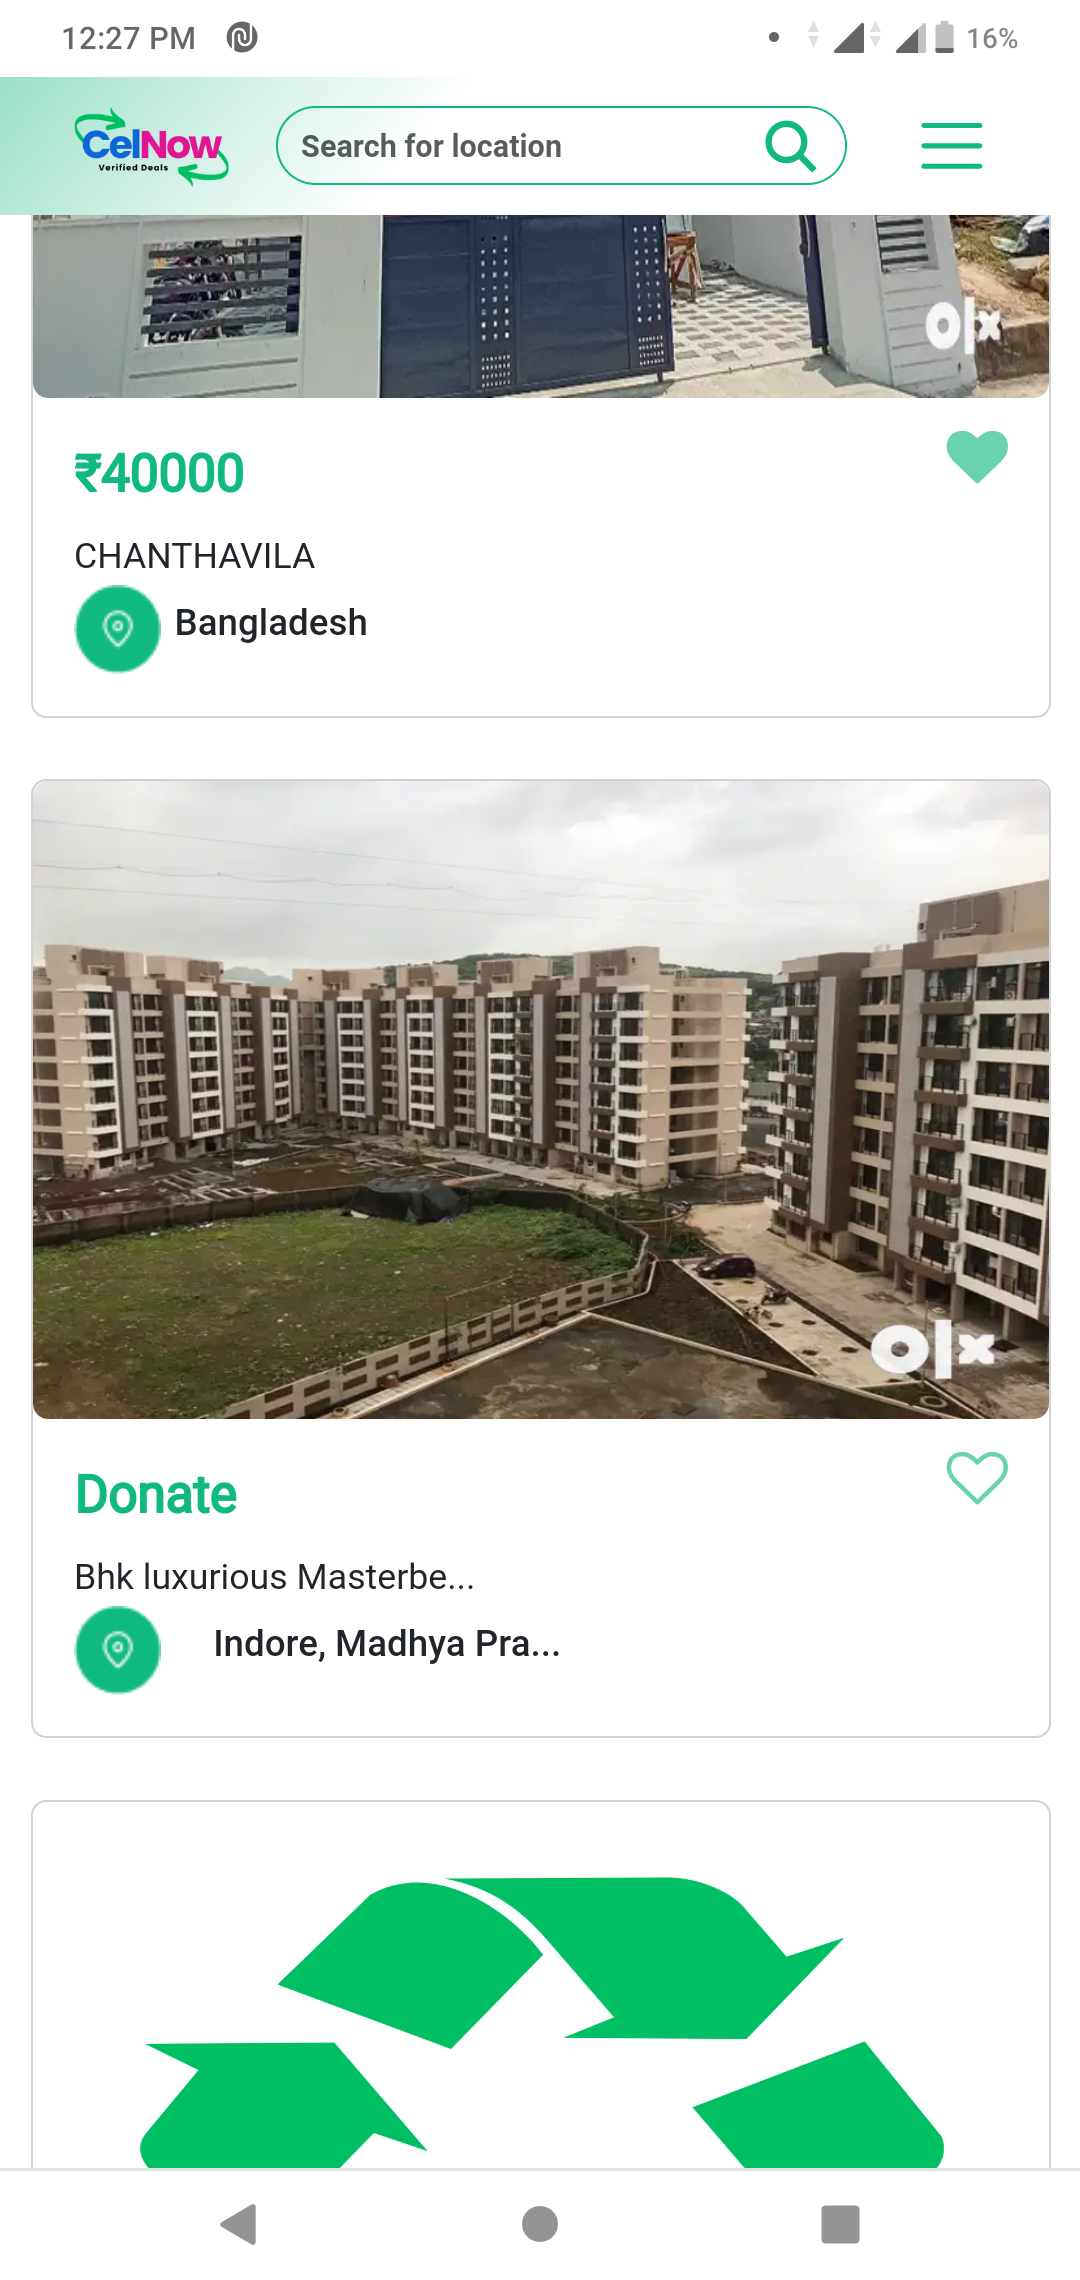 12:27 PM
16%
CelNow
Verified Deals
Search for location
olx
₹40000
CHANTHAVILA
Bangladesh
olx
Donate
Bhk luxurious Masterbe...
Indore, Madhya Pra...